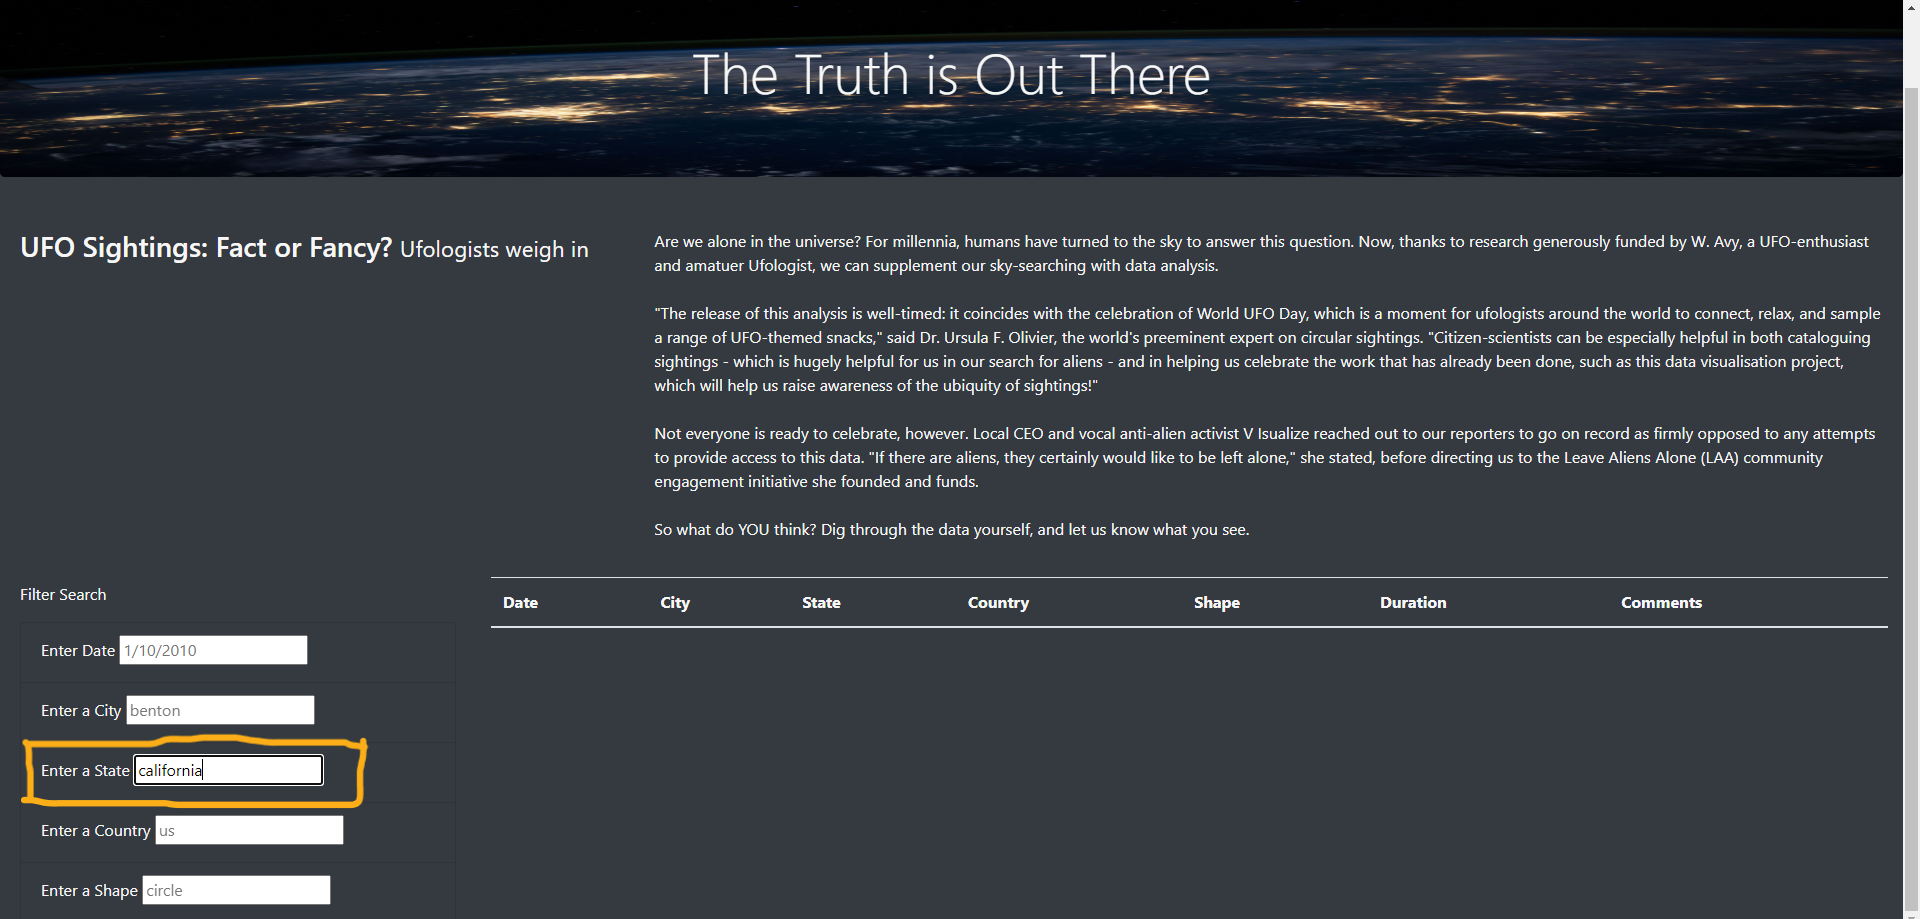 The Truth is Out There
UFO Sightings: Fact or Fancy? Ufologists weigh in
Are we alone in the universe? For millennia, humans have turned to the sky to answer this question. Now, thanks to research generously funded by W. Avy, a UFO-enthusiast
and amatuer Ufologist, we can supplement our sky-searching with data analysis.
"The release of this analysis is well-timed: it coincides with the celebration of World UFO Day, which is a moment for ufologists around the world to connect, relax, and sample
a range of UFO-themed snacks," said Dr. Ursula F. Olivier, the world's preeminent expert on circular sightings. "Citizen-scientists can be especially helpful in both cataloguing
sightings - which is hugely helpful for us in our search for aliens - and in helping us celebrate the work that has already been done, such as this data visualisation project,
which will help us raise awareness of the ubiquity of sightings!"
Not everyone is ready to celebrate, however. Local CEO and vocal anti-alien activist V Isualize reached out to our reporters to go on record as firmly opposed to any attempts
to provide access to this data. "If there are aliens, they certainly would like to be left alone," she stated, before directing us to the Leave Aliens Alone (LAA) community
engagement initiative she founded and funds.
So what do YOU think? Dig through the data yourself, and let us know what you see.
Filter Search
Enter Date 1/10/2010
Enter a City benton
Enter a State california
Enter a Country us
Enter a Shape circle
Date City State Country Shape Duration Comments